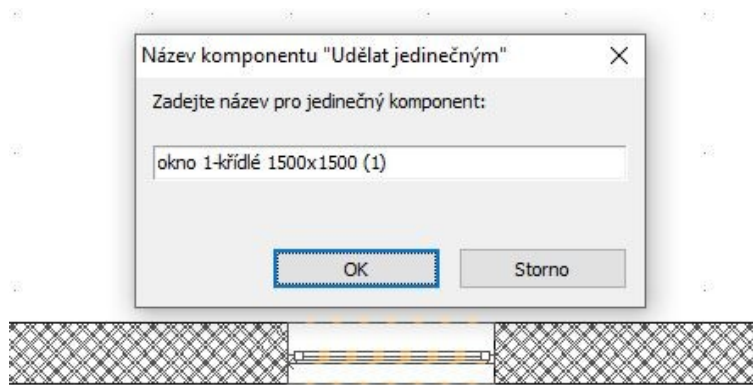 Název komponentu "Udělat jedinečným"
Zadejte název pro jedinečný komponent:
okno 1-křídlé 1500x1500 (1)
OK
Storno